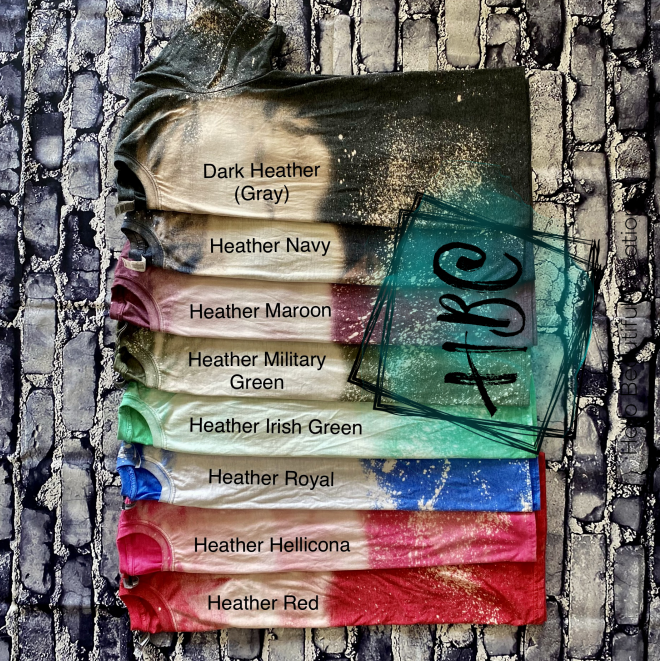 Dark Heather
(Gray)
Heather Navy
Heather Maroon
Heather Military
Green
Heather Irish Green
Heather Royal
Heather Hellicona
Heather Red
HBC